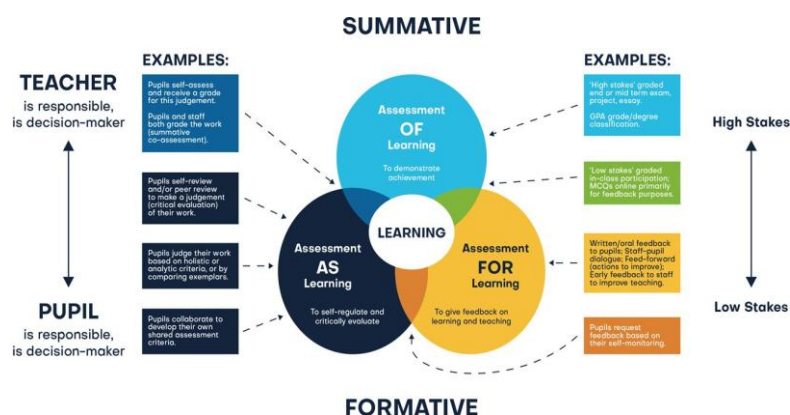 SUMMATIVE
EXAMPLES:
TEACHER
is responsible,
is decision-maker
PUPIL
is responsible,
is decision-maker
Pupils self-assess
and receive a grade
for this judgement.
Pupils and staff
both grade the work
(summative
co-assessment).
Pupils self-review
and/or peer review
to make a judgement
(critical evaluation)
of their work.
Pupils judge their work
based on holistic or
analytic criteria, or by
comparing exemplars.
Pupils collaborate to
develop their own
shared assessment
criteria.
Assessment
OF
Learning
To demonstrate
achievement
LEARNING
Assessment
AS
Learning
To self-regulate and
critically evaluate
Assessment
FOR
Learning
To give feedback on
learning and teaching
EXAMPLES:
'High stakes' graded
end or mid term exam,
project, essay.
GPA grade/degree
classification.
'Low stakes' graded
in-class participation;
MCQs online primarily
for feedback purposes.
Written/oral feedback
to pupils; Staff-pupil
dialogue; Feed-forward
(actions to improve);
Early feedback to staff
to improve teaching.
Pupils request
feedback based on
their self-monitoring.
High Stakes
Low Stakes
FORMATIVE